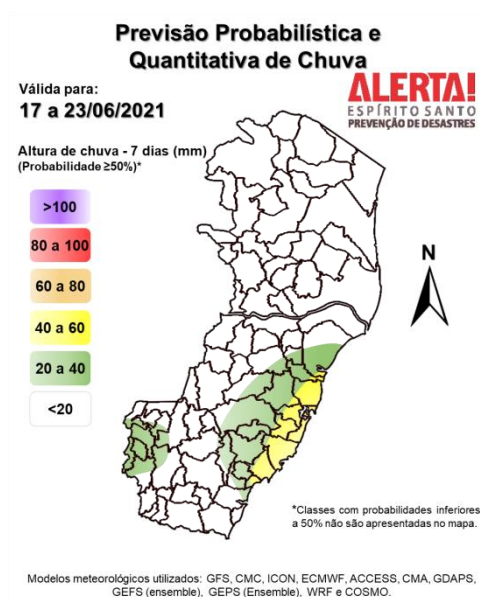 Previsão Probabilística e
Quantitativa de Chuva
Válida para:
17 a 23/06/2021
ALERTA!
ESPÍRITO SANTO
PREVENÇÃO DE DESASTRES
Altura de chuva - 7 dias (mm)
(Probabilidade ≥50%)*
>100
80 a 100
60 a 80
40 a 60
20 a 40
<20
N
*Classes com probabilidades inferiores
a 50% não são apresentadas no mapa.
Modelos meteorológicos utilizados: GFS, CMC, ICON, ECMWF, ACCESS, CMA, GDAPS,
GEFS (ensemble), GEPS (Ensemble), WRF e COSMO.